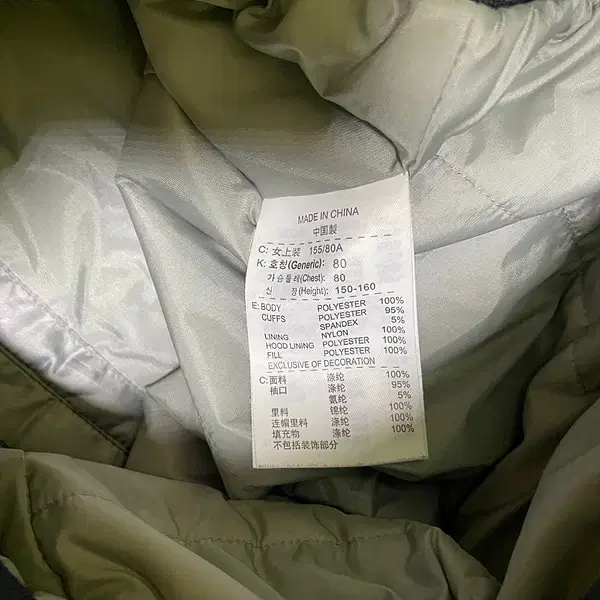 MADE IN CHINA
中国製
C: 女上装 155/80A
K: 호칭(Generic): 80
가슴둘레(Chest): 80
신 장(Height): 150-160
E: BODY POLYESTER 100%
CUFFS POLYESTER 95%
SPANDEX 5%
LINING NYLON 100%
HOOD LINING POLYESTER 100%
FILL POLYESTER 100%
EXCLUSIVE OF DECORATION
C: 面料 涤纶 100%
袖口 涤纶 95%
氨纶 5%
里料 锦纶 100%
连帽里料 涤纶 100%
填充物 涤纶 100%
不包括装饰部分